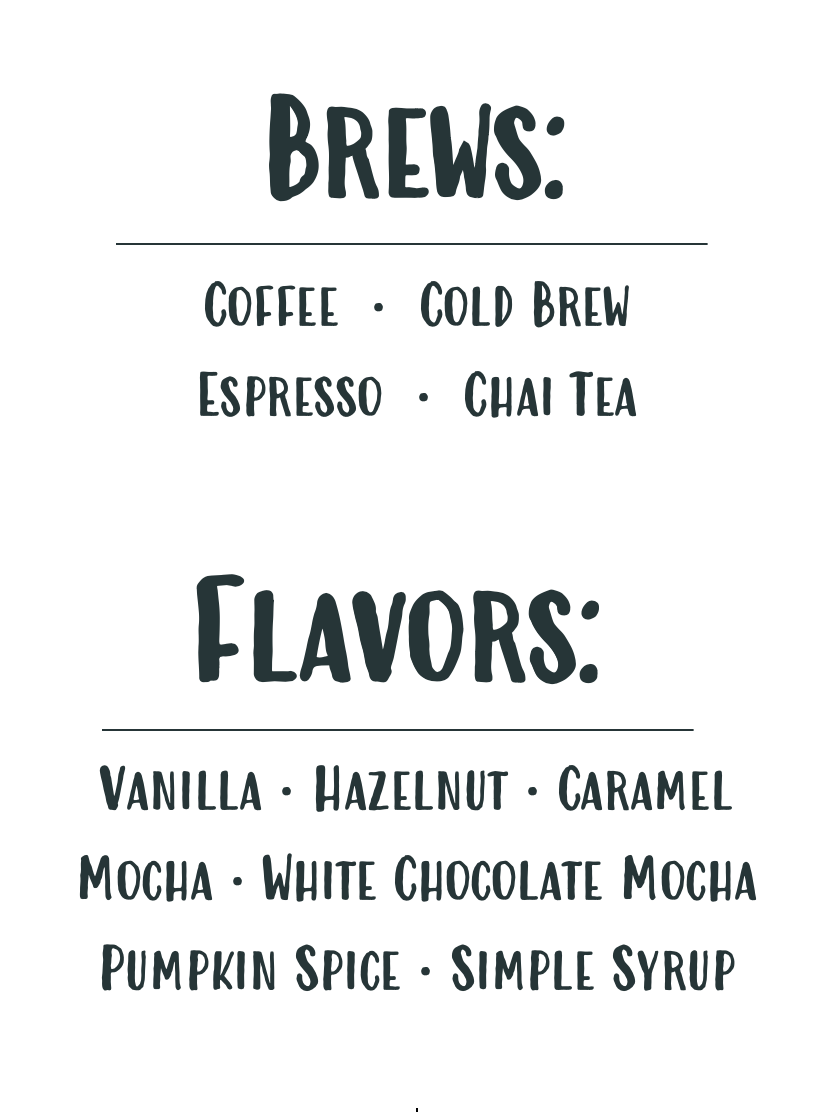 BREWS:
COFFEE · COLD BREW
ESPRESSO · CHAI TEA
FLAVORS:
VANILLA · HAZELNUT · CARAMEL
MOCHA · WHITE CHOCOLATE MOCHA
PUMPKIN SPICE · SIMPLE SYRUP